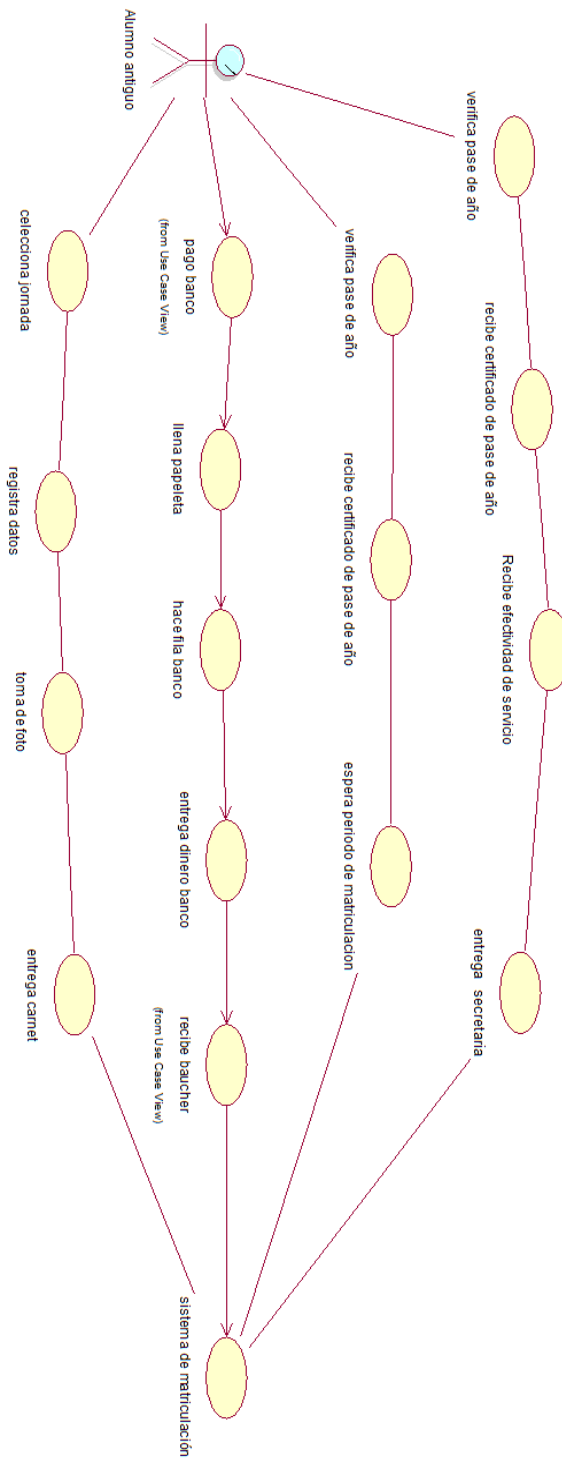 Alumno antiguo
verifica pase de año
recibe certificado de pase de año
Recibe efectividad de servicio
entrega secretaria
verifica pase de año
recibe certificado de pase de año
espera periodo de matriculacion
pago banco
(from Use Case View)
llena papeleta
hace fila banco
entrega dinero banco
recibe baucher
(from Use Case View)
sistema de matriculación
celecciona jornada
registra datos
toma de foto
entrega carnet